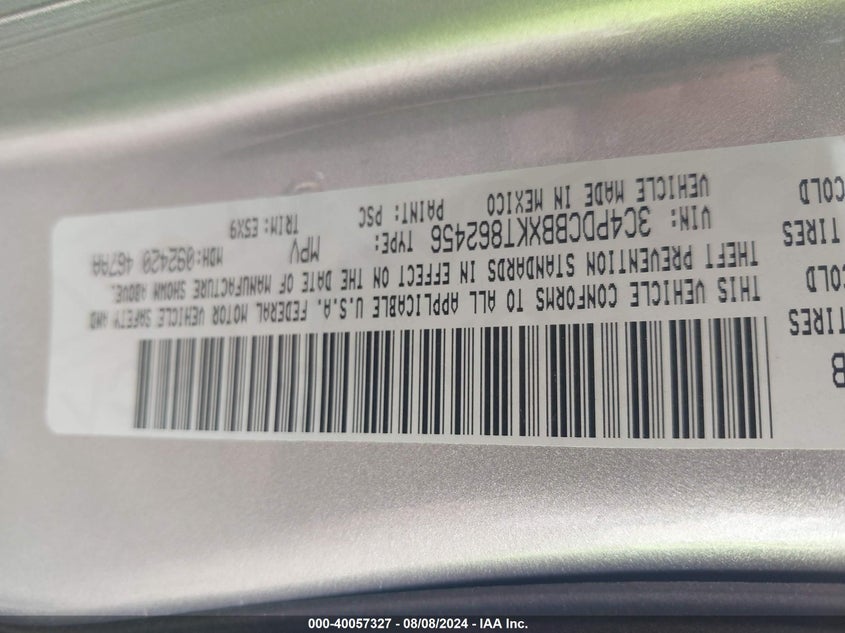 B
TIRES
COLD
TIRES
COLD
THIS VEHICLE CONFORMS TO ALL APPLICABLE U.S.A. FEDERAL MOTOR VEHICLE SAFETY AND
THEFT PREVENTION STANDARDS IN EFFECT ON THE DATE OF MANUFACTURE SHOWN ABOVE.
VIN: 3C4PDCBBXKT862456 TYPE: MPV MDH:092420 467AA
VEHICLE MADE IN MEXICO PAINT: PSC TRIM: E5X9
000-40057327 - 08/08/2024 - IAA Inc.